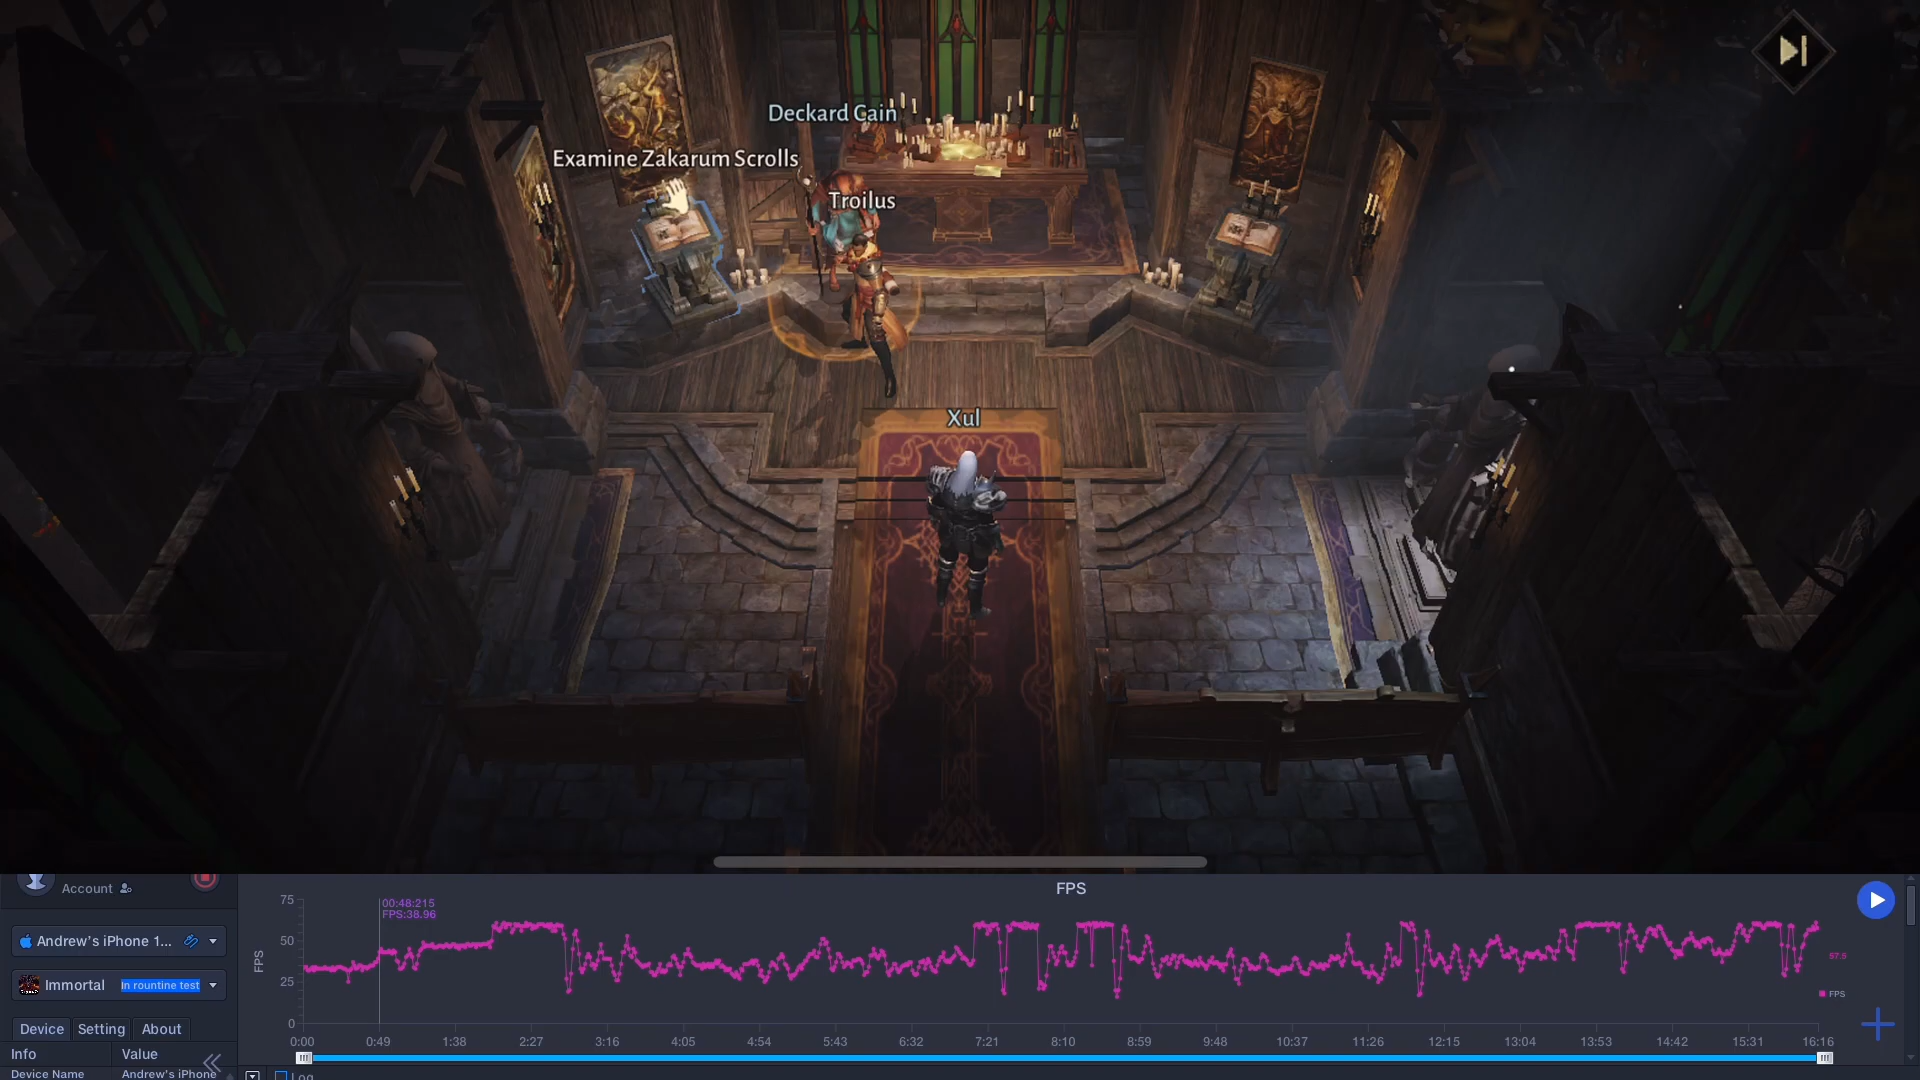 Deckard Cain
Examine Zakarum Scrolls
Troilus
Xul
Account
Andrew's iPhone 1...
Immortal
In rountine test
Device
Setting
About
Info
Value
Device Name
Andrew's iPhone
FPS
00:48:215
FPS:38.96
75
50
25
0
FPS
57.5
FPS
0:00
0:49
1:38
2:27
3:16
4:05
4:54
5:43
6:32
7:21
8:10
8:59
9:48
10:37
11:26
12:15
13:04
13:53
14:42
15:31
16:16
Log